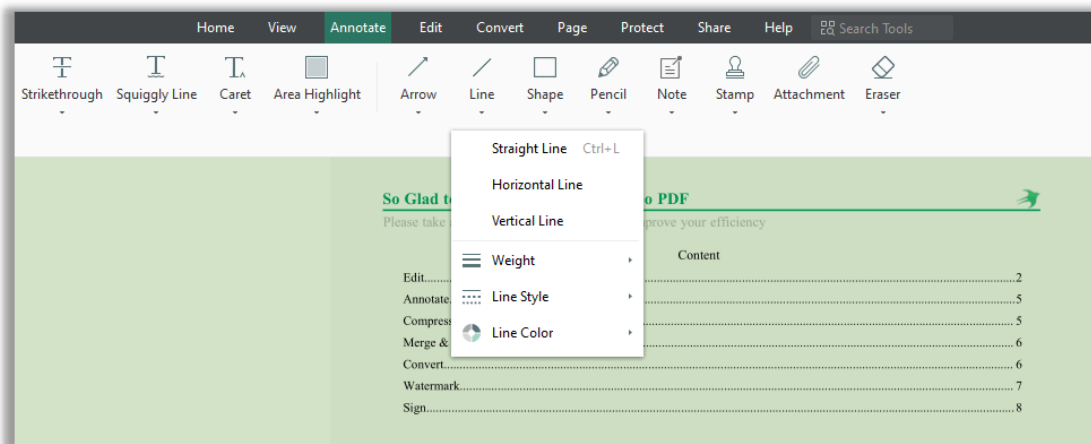 Home View Annotate Edit Convert Page Protect Share Help Search Tools
Strikethrough Squiggly Line Caret Area Highlight Arrow Line Shape Pencil Note Stamp Attachment Eraser
Straight Line Ctrl+L
Horizontal Line
Vertical Line
Weight
Line Style
Line Color
So Glad to PDF
Please take your efficiency
Content
Edit 2
Annotate 5
Compress 5
Merge & 6
Convert 6
Watermark 7
Sign 8